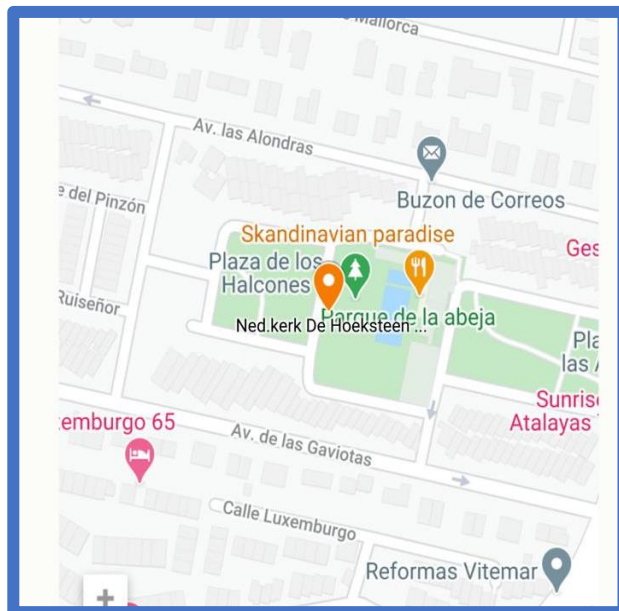 Mallorca
Av. las Alondras
e del Pinzón
Buzon de Correos
Skandinavian paradise
Ges
Plaza de los
Halcones
Ruiseñor
Parque de la abeja
Ned.kerk De Hoeksteen ...
Pla
las
Sunris
Atalayas
emburgo 65
Av. de las Gaviotas
Calle Luxemburgo
Reformas Vitemar
+